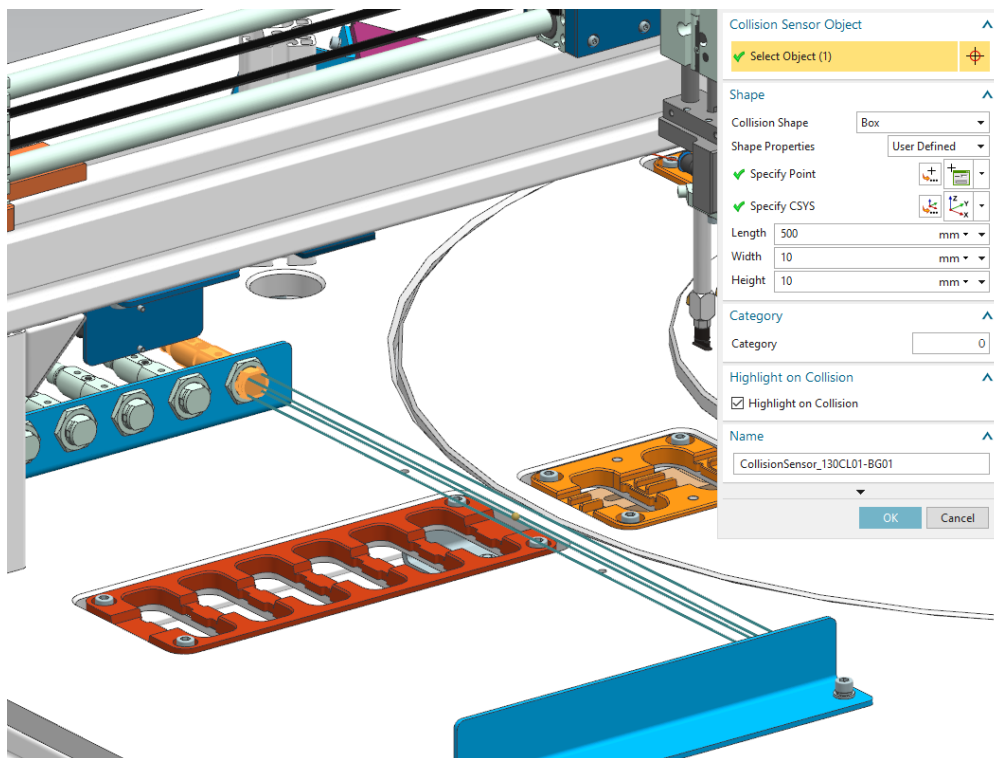 Collision Sensor Object
Select Object (1)
Shape
Collision Shape Box
Shape Properties User Defined
Specify Point
Specify CSYS
Z Y X
Length 500 mm
Width 10 mm
Height 10 mm
Category
Category 0
Highlight on Collision
Highlight on Collision
Name
CollisionSensor_130CL01-BG01
OK Cancel